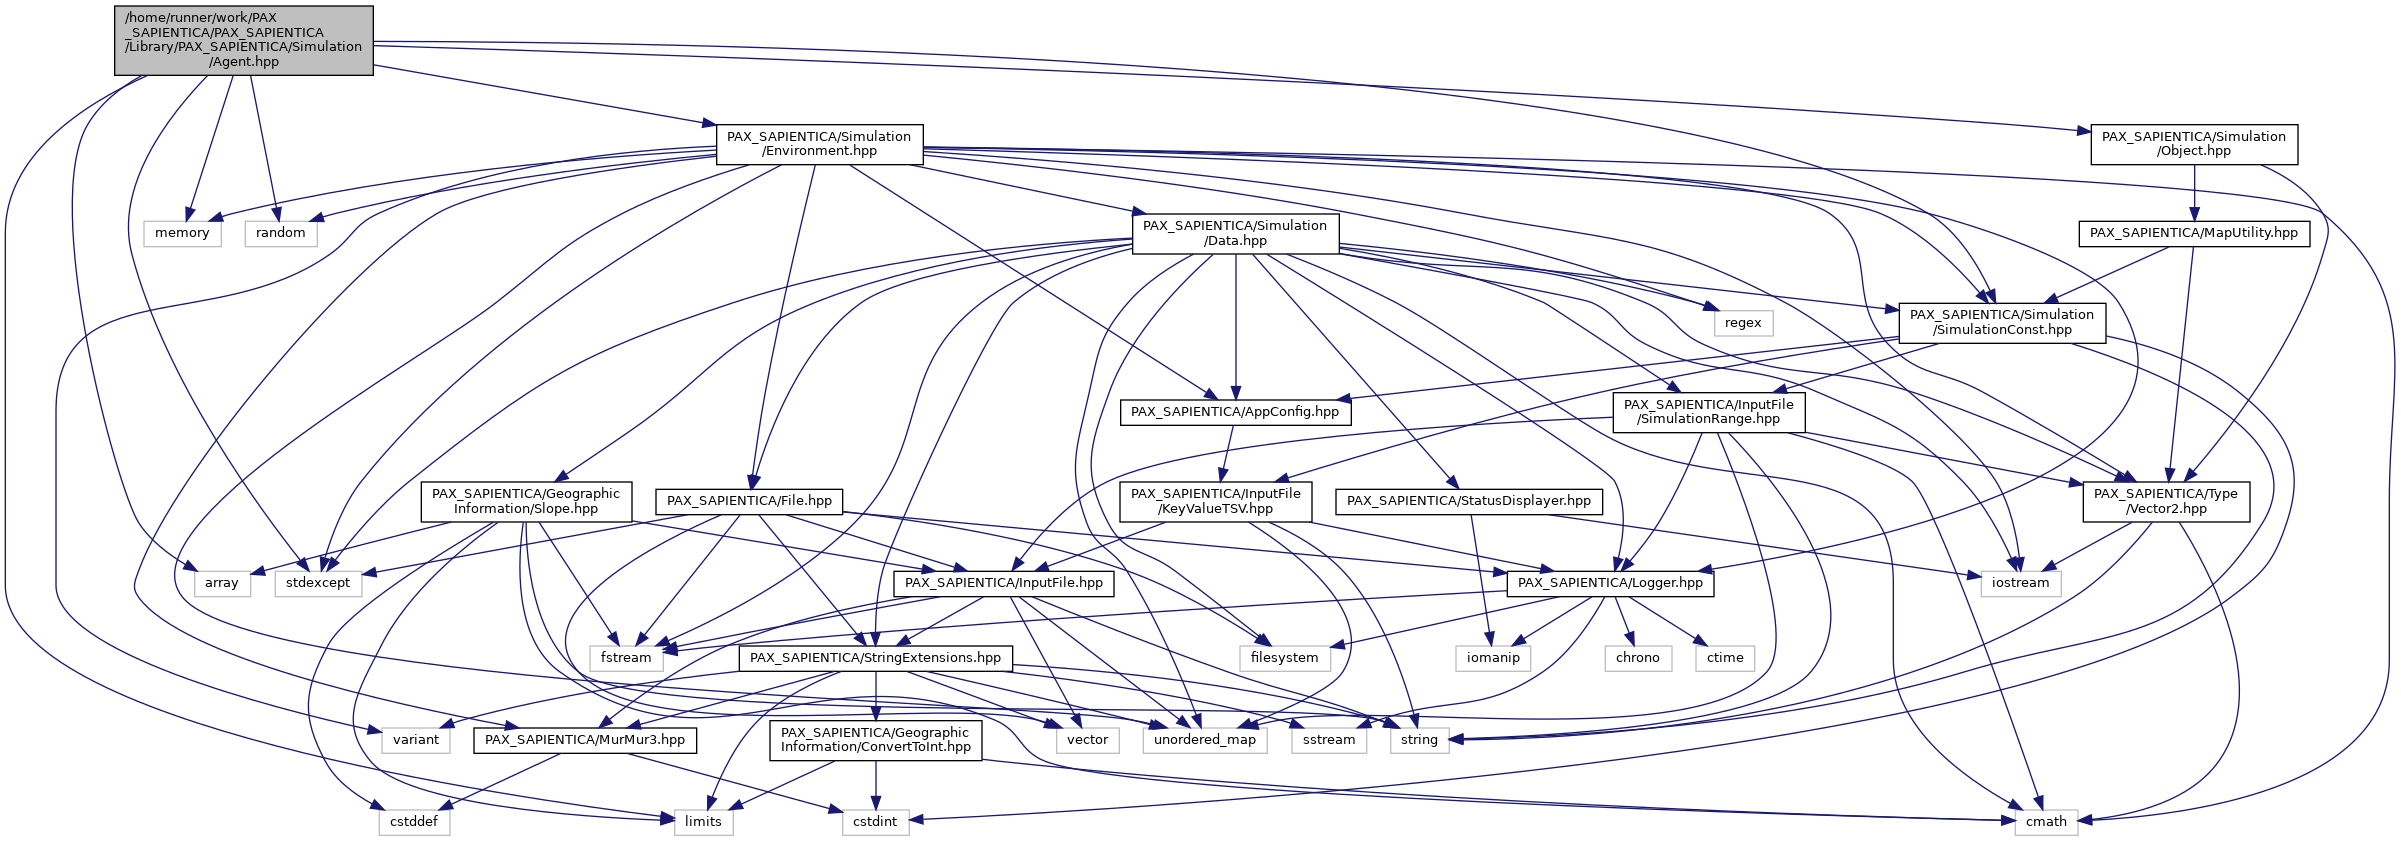 /home/runner/work/PAX
_SAPIENTICA/PAX_SAPIENTICA
/Library/PAX_SAPIENTICA/Simulation
/Agent.hpp
PAX_SAPIENTICA/Simulation
/Environment.hpp
PAX_SAPIENTICA/Simulation
/Object.hpp
memory
random
PAX_SAPIENTICA/Simulation
/Data.hpp
PAX_SAPIENTICA/MapUtility.hpp
regex
PAX_SAPIENTICA/Simulation
/SimulationConst.hpp
PAX_SAPIENTICA/AppConfig.hpp
PAX_SAPIENTICA/InputFile
/SimulationRange.hpp
PAX_SAPIENTICA/Geographic
Information/Slope.hpp
PAX_SAPIENTICA/File.hpp
PAX_SAPIENTICA/InputFile
/KeyValueTSV.hpp
PAX_SAPIENTICA/StatusDisplayer.hpp
PAX_SAPIENTICA/Type
/Vector2.hpp
array
stdexcept
PAX_SAPIENTICA/InputFile.hpp
PAX_SAPIENTICA/Logger.hpp
iostream
fstream
PAX_SAPIENTICA/StringExtensions.hpp
filesystem
iomanip
chrono
ctime
variant
PAX_SAPIENTICA/MurMur3.hpp
PAX_SAPIENTICA/Geographic
Information/ConvertToInt.hpp
vector
unordered_map
sstream
string
cstddef
limits
cstdint
cmath